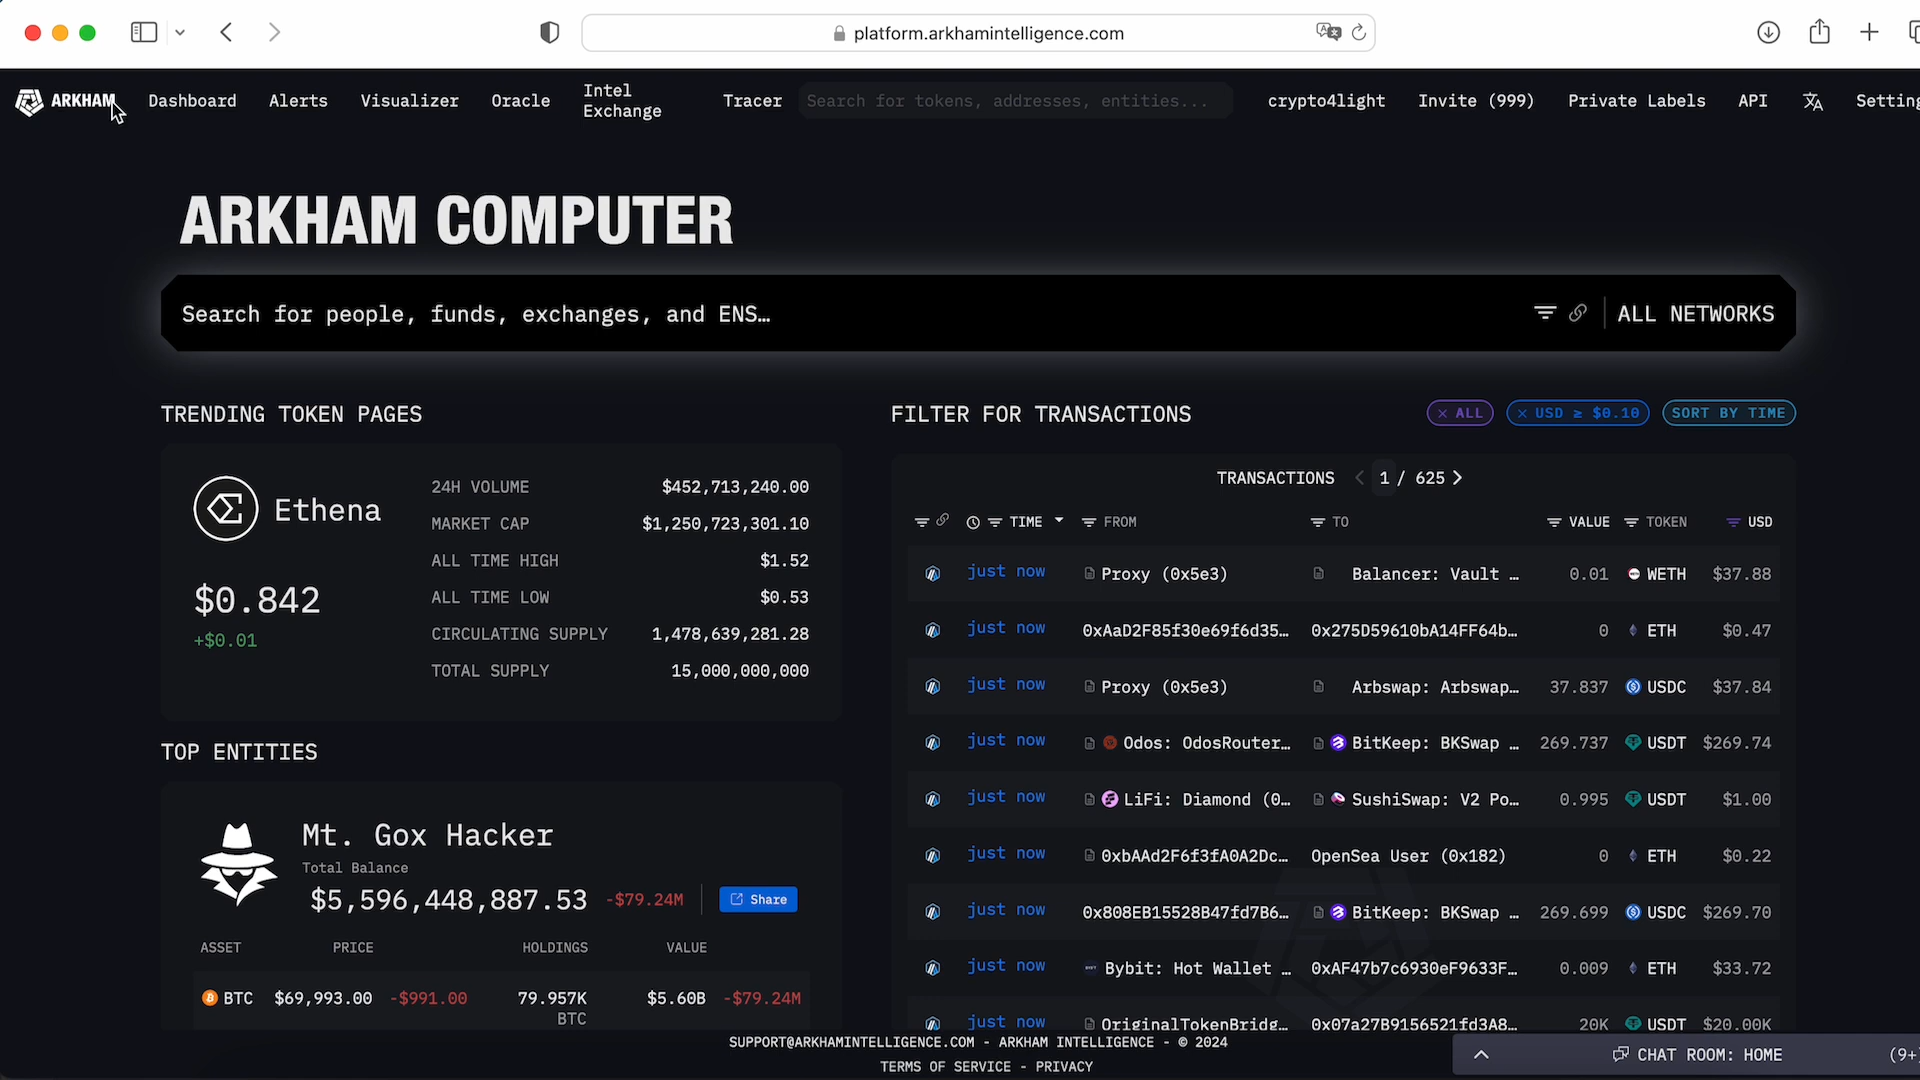 platform.arkhamintelligence.com
ARKHAM Dashboard Alerts Visualizer Oracle Intel Exchange Tracer Search for tokens, addresses, entities... crypto4light Invite (999) Private Labels API Setting
ARKHAM COMPUTER
Search for people, funds, exchanges, and ENS… ALL NETWORKS
TRENDING TOKEN PAGES
Ethena
$0.842
+$0.01
24H VOLUME $452,713,240.00
MARKET CAP $1,250,723,301.10
ALL TIME HIGH $1.52
ALL TIME LOW $0.53
CIRCULATING SUPPLY 1,478,639,281.28
TOTAL SUPPLY 15,000,000,000
TOP ENTITIES
Mt. Gox Hacker
Total Balance
$5,596,448,887.53 -$79.24M Share
ASSET PRICE HOLDINGS VALUE
BTC $69,993.00 -$991.00 79.957K $5.60B -$79.24M
BTC
FILTER FOR TRANSACTIONS × ALL × USD ≥ $0.10 SORT BY TIME
TRANSACTIONS 1 / 625
TIME FROM TO VALUE TOKEN USD
just now Proxy (0x5e3) Balancer: Vault … 0.01 WETH $37.88
just now 0xAaD2F85f30e69f6d35… 0x275D59610bA14FF64b… 0 ETH $0.47
just now Proxy (0x5e3) Arbswap: Arbswap… 37.837 USDC $37.84
just now Odos: OdosRouter… BitKeep: BKSwap … 269.737 USDT $269.74
just now LiFi: Diamond (0… SushiSwap: V2 Po… 0.995 USDT $1.00
just now 0xbAAd2F6f3fA0A2Dc… OpenSea User (0x182) 0 ETH $0.22
just now 0x808EB15528B47fd7B6… BitKeep: BKSwap … 269.699 USDC $269.70
just now Bybit: Hot Wallet … 0xAF47b7c6930eF9633F… 0.009 ETH $33.72
just now OriginalTokenBridg… 0x07a27B9156521fd3A8… 20K USDT $20.00K
SUPPORT@ARKHAMINTELLIGENCE.COM - ARKHAM INTELLIGENCE - © 2024
TERMS OF SERVICE - PRIVACY
CHAT ROOM: HOME (9+